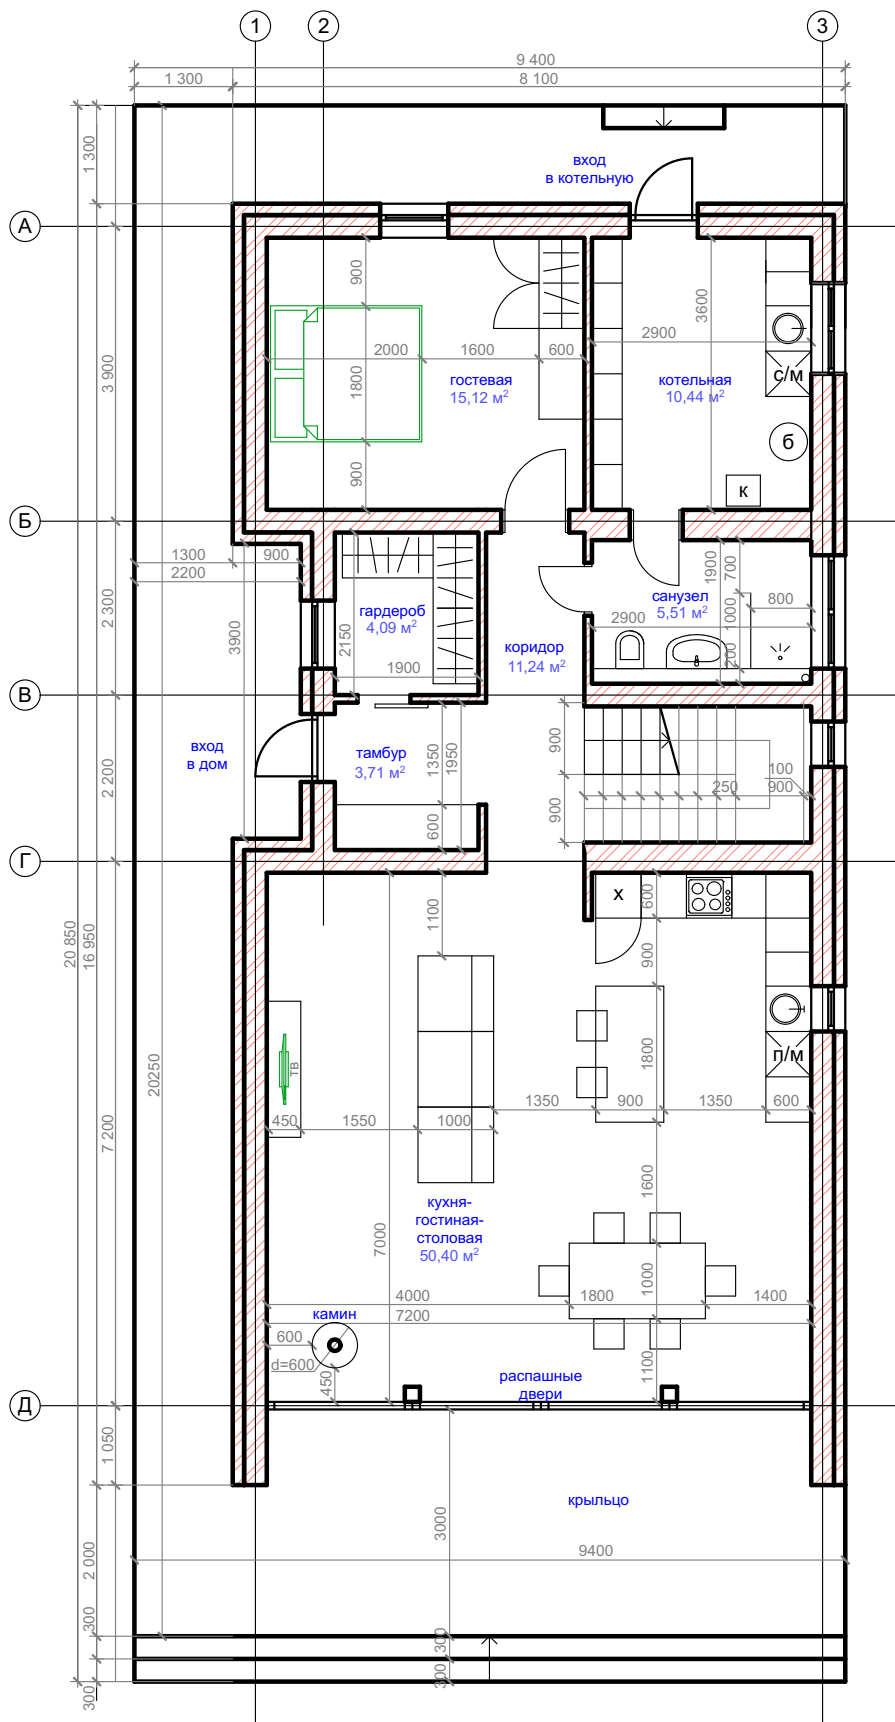 1
2
3
9 400
1 300
8 100
1 300
вход
в котельную
А
900
3600
2900
2000
1600
600
с/м
гостевая
15,12 м²
котельная
10,44 м²
1800
3 900
б
900
к
Б
1300
900
2200
1900
700
санузел
5,51 м²
800
1000
гардероб
4,09 м²
2900
2 300
3900
2150
коридор
11,24 м²
200
1900
В
900
вход
в дом
тамбур
3,71 м²
1350
1950
2 200
100
250
900
600
900
Г
х
600
1100
20 850
16 950
900
20250
1800
п/м
ТВ
1350
900
1350
600
450
1550
1000
7 200
кухня-
гостиная-
столовая
50,40 м²
1600
7000
1000
4000
1800
1400
камин
7200
600
d=600
450
1100
распашные
двери
Д
1 050
крыльцо
3000
9400
2 000
300
300
300
300